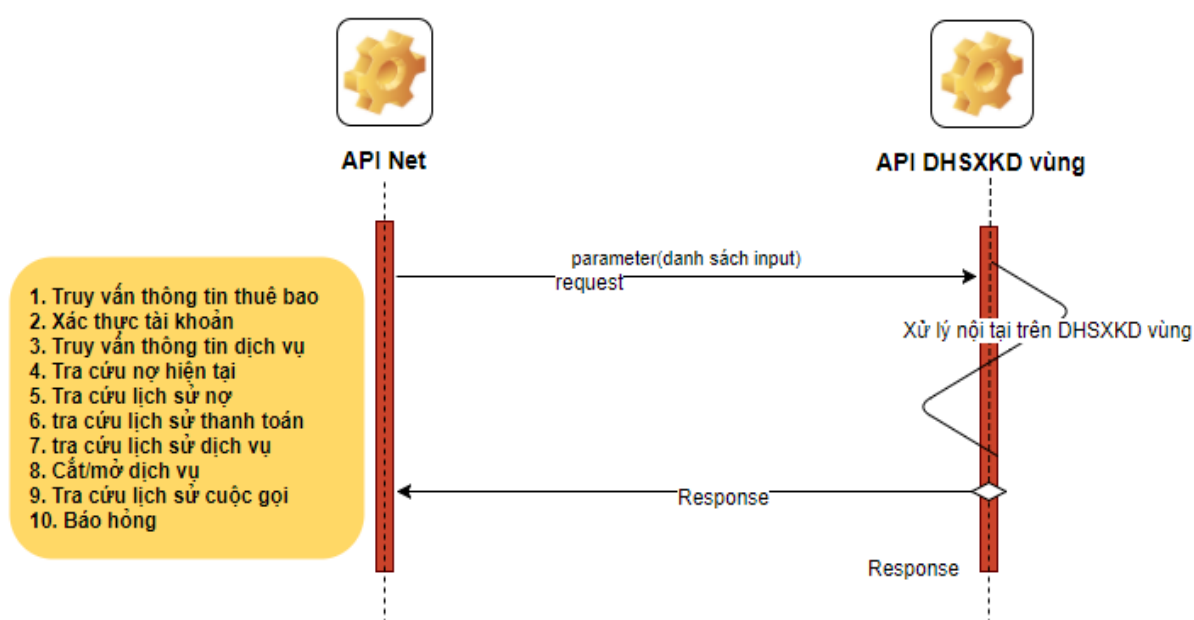 API Net
API DHSXKD vùng
parameter(danh sách input)
request
1. Truy vấn thông tin thuê bao
2. Xác thực tài khoản
3. Truy vấn thông tin dịch vụ
4. Tra cứu nợ hiện tại
5. Tra cứu lịch sử nợ
6. tra cứu lịch sử thanh toán
7. tra cứu lịch sử dịch vụ
8. Cắt/mở dịch vụ
9. Tra cứu lịch sử cuộc gọi
10. Báo hỏng
Xử lý nội tại trên DHSXKD vùng
Response
Response